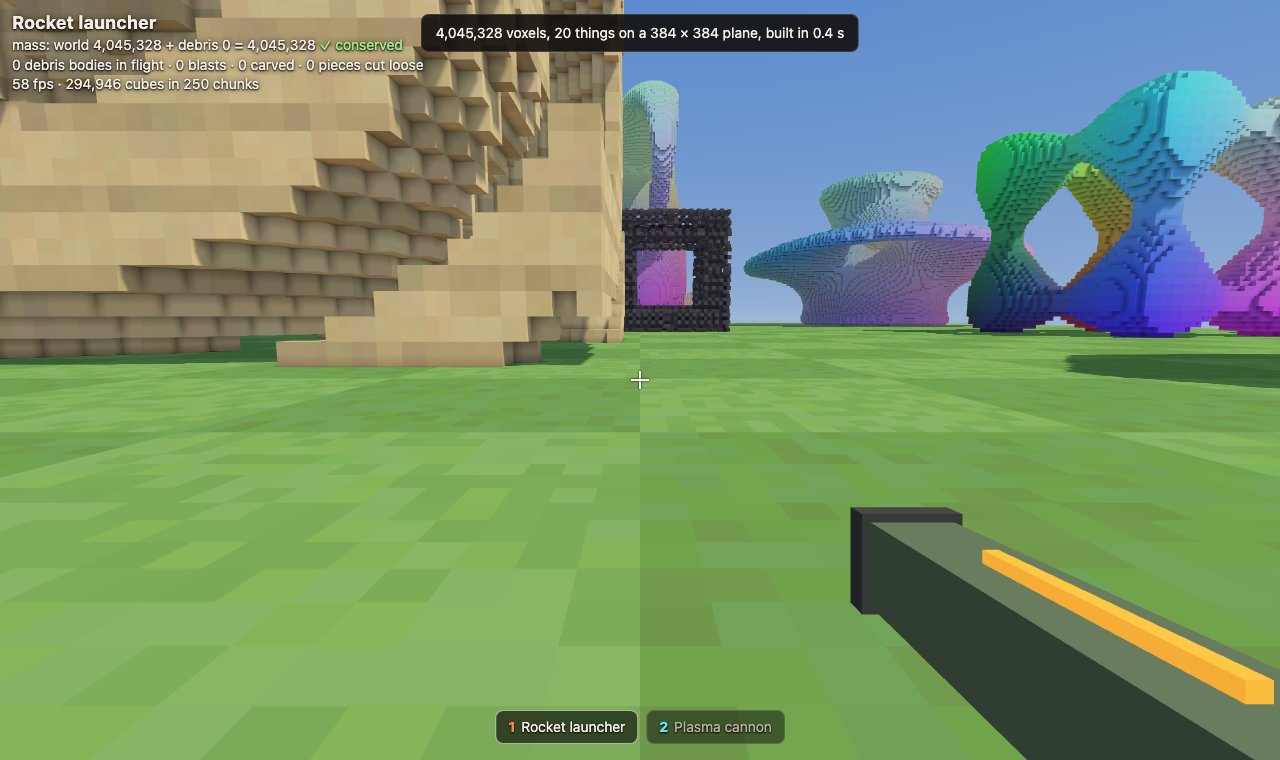 Rocket launcher
mass: world 4,045,328 + debris 0 = 4,045,328 ✓ conserved
0 debris bodies in flight · 0 blasts · 0 carved · 0 pieces cut loose
58 fps · 294,946 cubes in 250 chunks
4,045,328 voxels, 20 things on a 384 × 384 plane, built in 0.4 s
1 Rocket launcher
2 Plasma cannon